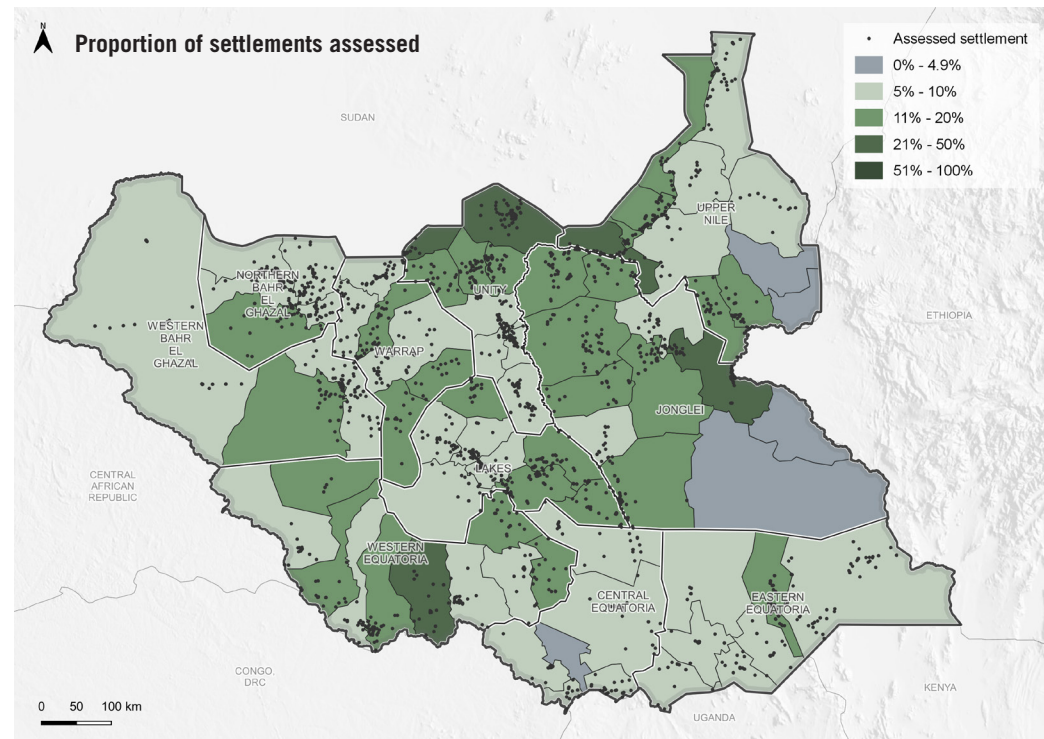 N
Proportion of settlements assessed
Assessed settlement
0% - 4.9%
5% - 10%
11% - 20%
21% - 50%
51% - 100%
SUDAN
UPPER
NILE
NORTHERN
BAHR
EL
GHAZAL
UNITY
WESTERN
BAHR
EL
GHAZAL
ETHIOPIA
WARRAP
JONGLEI
LAKES
CENTRAL
AFRICAN
REPUBLIC
WESTERN
EQUATORIA
CENTRAL
EQUATORIA
EASTERN
EQUATORIA
CONGO,
DRC
KENYA
UGANDA
0 50 100 km